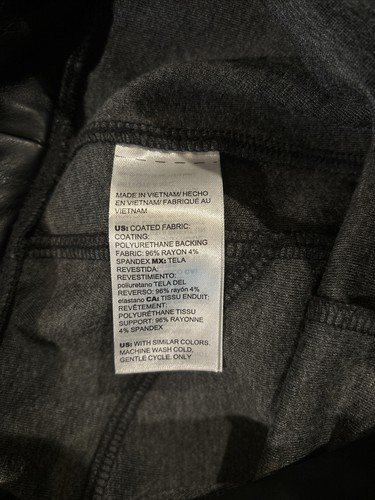 MADE IN VIETNAM/ HECHO
EN VIETNAM/ FABRIQUÉ AU
VIETNAM
US: COATED FABRIC:
COATING:
POLYURETHANE BACKING
FABRIC: 96% RAYON 4%
SPANDEX MX: TELA
REVESTIDA:
REVESTIMIENTO:
poliuretano TELA DEL
REVERSO: 96% rayón 4%
elastano CA: TISSU ENDUIT:
REVÊTEMENT:
POLYURÉTHANE TISSU
SUPPORT: 96% RAYONNE
4% SPANDEX
US: WITH SIMILAR COLORS.
MACHINE WASH COLD,
GENTLE CYCLE. ONLY